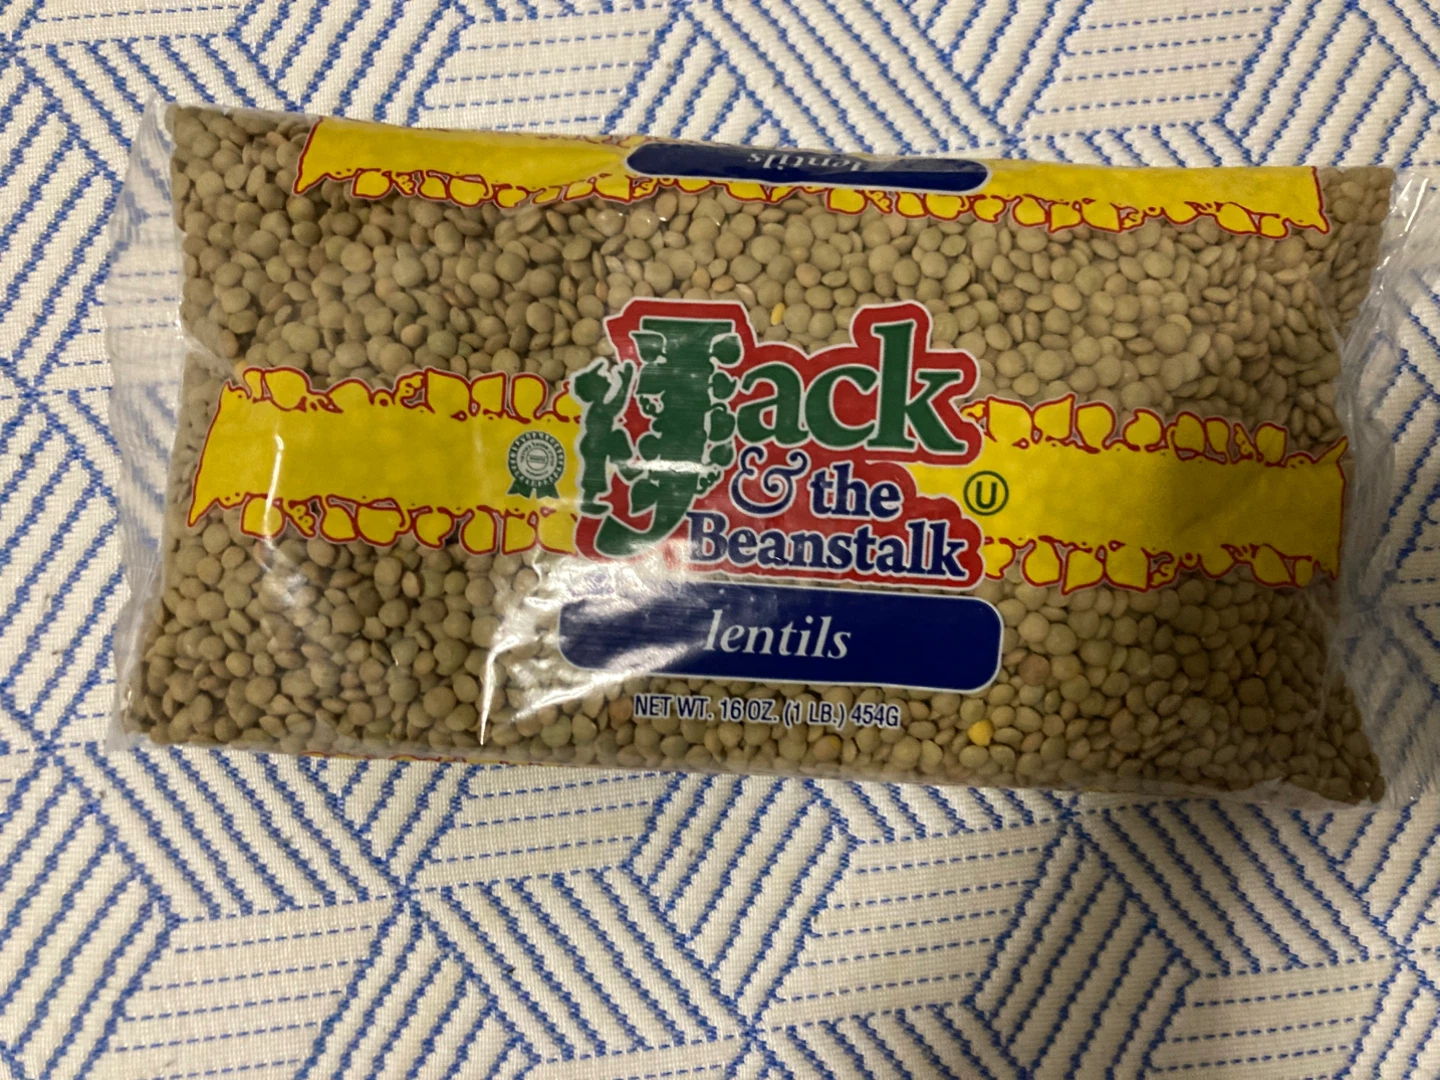 lentils
Jack
& the
Beanstalk
U
lentils
NET WT. 16 OZ. (1 LB.) 454G